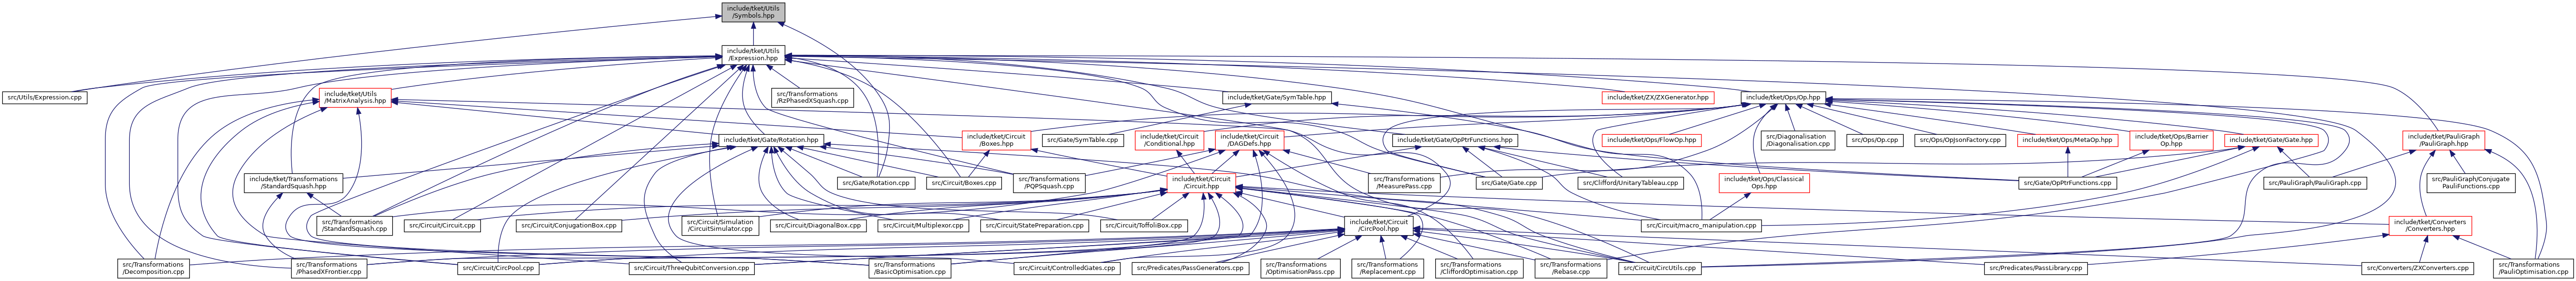 include/tket/Utils
/Symbols.hpp
include/tket/Utils
/Expression.hpp
src/Utils/Expression.cpp
include/tket/Utils
/MatrixAnalysis.hpp
src/Transformations
/RzPhasedXSquash.cpp
include/tket/Gate/SymTable.hpp
include/tket/ZX/ZXGenerator.hpp
include/tket/Ops/Op.hpp
include/tket/Gate/Rotation.hpp
include/tket/Circuit
/Boxes.hpp
src/Gate/SymTable.cpp
include/tket/Circuit
/Conditional.hpp
include/tket/Circuit
/DAGDefs.hpp
include/tket/Gate/OpPtrFunctions.hpp
include/tket/Ops/FlowOp.hpp
src/Diagonalisation
/Diagonalisation.cpp
src/Ops/Op.cpp
src/Ops/OpJsonFactory.cpp
include/tket/Ops/MetaOp.hpp
include/tket/Ops/Barrier
Op.hpp
include/tket/Gate/Gate.hpp
include/tket/PauliGraph
/PauliGraph.hpp
include/tket/Transformations
/StandardSquash.hpp
src/Gate/Rotation.cpp
src/Circuit/Boxes.cpp
src/Transformations
/PQPSquash.cpp
include/tket/Circuit
/Circuit.hpp
src/Transformations
/MeasurePass.cpp
src/Gate/Gate.cpp
src/Clifford/UnitaryTableau.cpp
include/tket/Ops/Classical
Ops.hpp
src/Gate/OpPtrFunctions.cpp
src/PauliGraph/PauliGraph.cpp
src/PauliGraph/Conjugate
PauliFunctions.cpp
src/Transformations
/StandardSquash.cpp
src/Circuit/Circuit.cpp
src/Circuit/ConjugationBox.cpp
src/Circuit/Simulation
/CircuitSimulator.cpp
src/Circuit/DiagonalBox.cpp
src/Circuit/Multiplexor.cpp
src/Circuit/StatePreparation.cpp
src/Circuit/ToffoliBox.cpp
include/tket/Circuit
/CircPool.hpp
src/Circuit/macro_manipulation.cpp
include/tket/Converters
/Converters.hpp
src/Transformations
/Decomposition.cpp
src/Transformations
/PhasedXFrontier.cpp
src/Circuit/CircPool.cpp
src/Circuit/ThreeQubitConversion.cpp
src/Transformations
/BasicOptimisation.cpp
src/Circuit/ControlledGates.cpp
src/Predicates/PassGenerators.cpp
src/Transformations
/OptimisationPass.cpp
src/Transformations
/Replacement.cpp
src/Transformations
/CliffordOptimisation.cpp
src/Transformations
/Rebase.cpp
src/Circuit/CircUtils.cpp
src/Predicates/PassLibrary.cpp
src/Converters/ZXConverters.cpp
src/Transformations
/PauliOptimisation.cpp